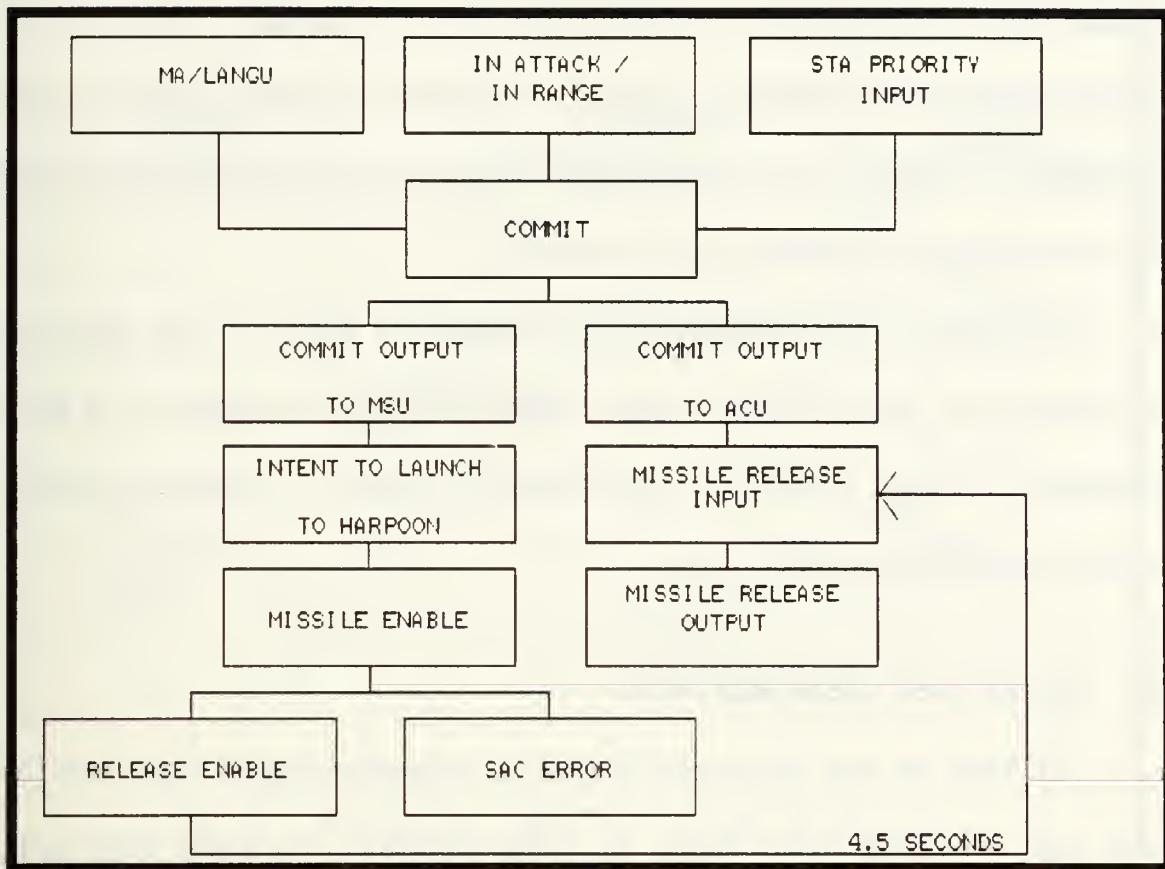 MA/LANGU
IN ATTACK /
IN RANGE
STA PRIORITY
INPUT
COMMIT
COMMIT OUTPUT
TO MSU
COMMIT OUTPUT
TO ACU
INTENT TO LAUNCH
TO HARPOON
MISSILE RELEASE
INPUT
MISSILE ENABLE
MISSILE RELEASE
OUTPUT
RELEASE ENABLE
SAC ERROR
4.5 SECONDS